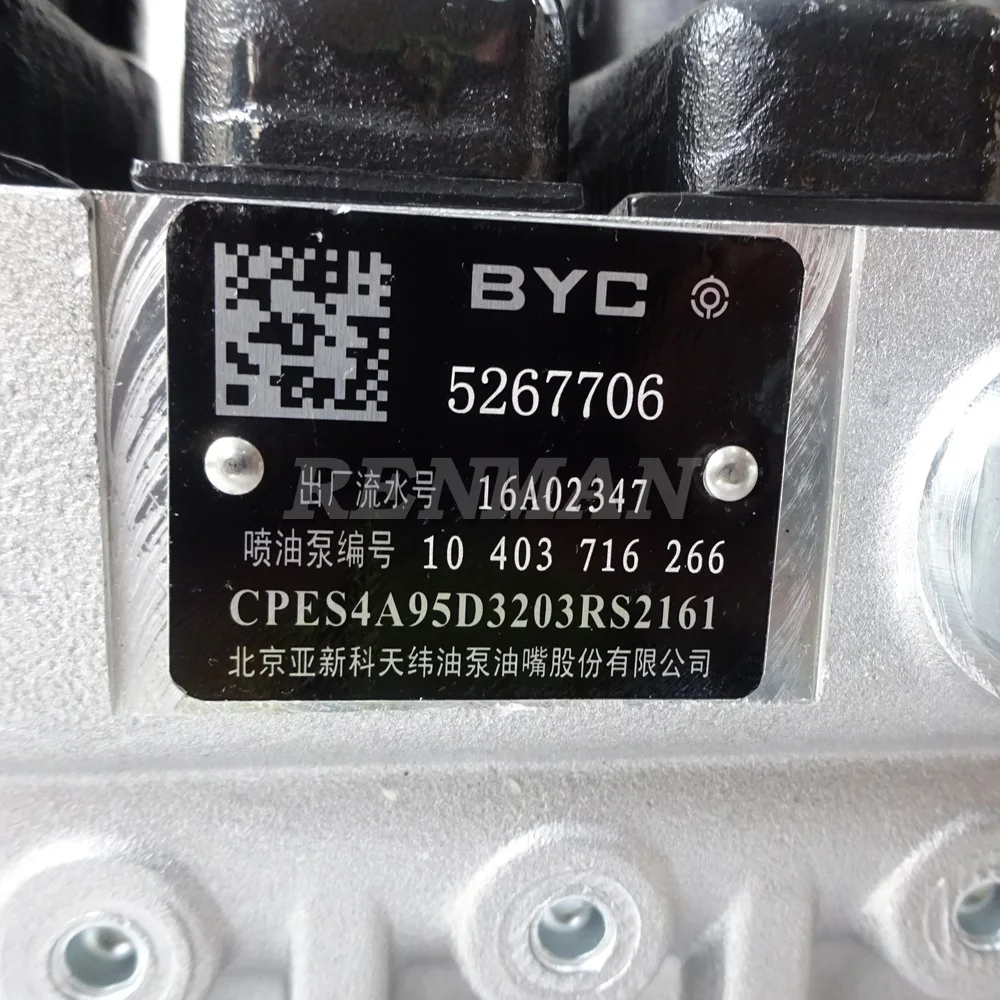 BYC
5267706
RENMAN
出厂流水号 16A02347
喷油泵编号 10 403 716 266
CPES4A95D3203RS2161
北京亚新科天纬油泵油嘴股份有限公司